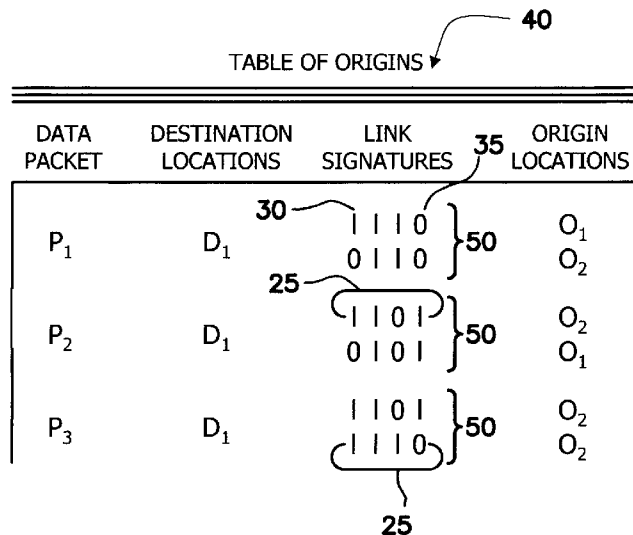 40
TABLE OF ORIGINS
DATA PACKET DESTINATION LOCATIONS LINK SIGNATURES 35 ORIGIN LOCATIONS
30
P1 D1 1 1 1 0 50 O1
0 1 1 0 O2
25
P2 D1 1 1 0 1 50 O2
0 1 0 1 O1
P3 D1 1 1 0 1 50 O2
1 1 1 0 O2
25